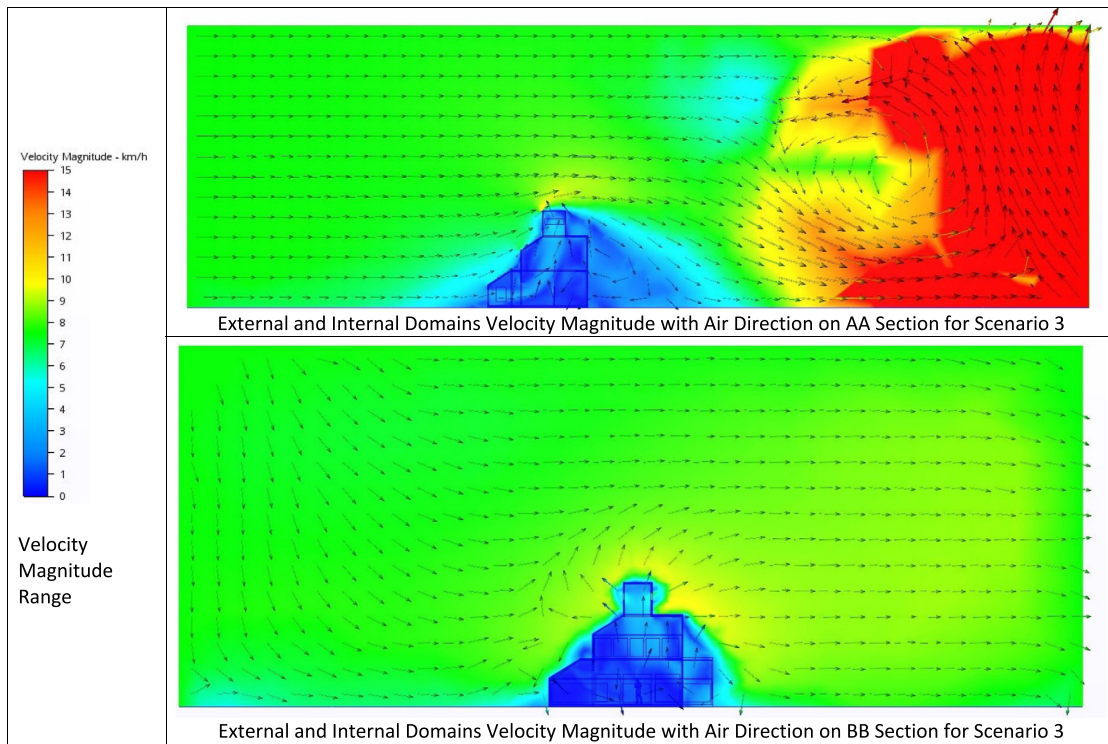 Velocity Magnitude - km/h
15
14
13
12
11
10
9
8
7
6
5
4
3
2
1
0
Velocity
Magnitude
Range
External and Internal Domains Velocity Magnitude with Air Direction on AA Section for Scenario 3
External and Internal Domains Velocity Magnitude with Air Direction on BB Section for Scenario 3